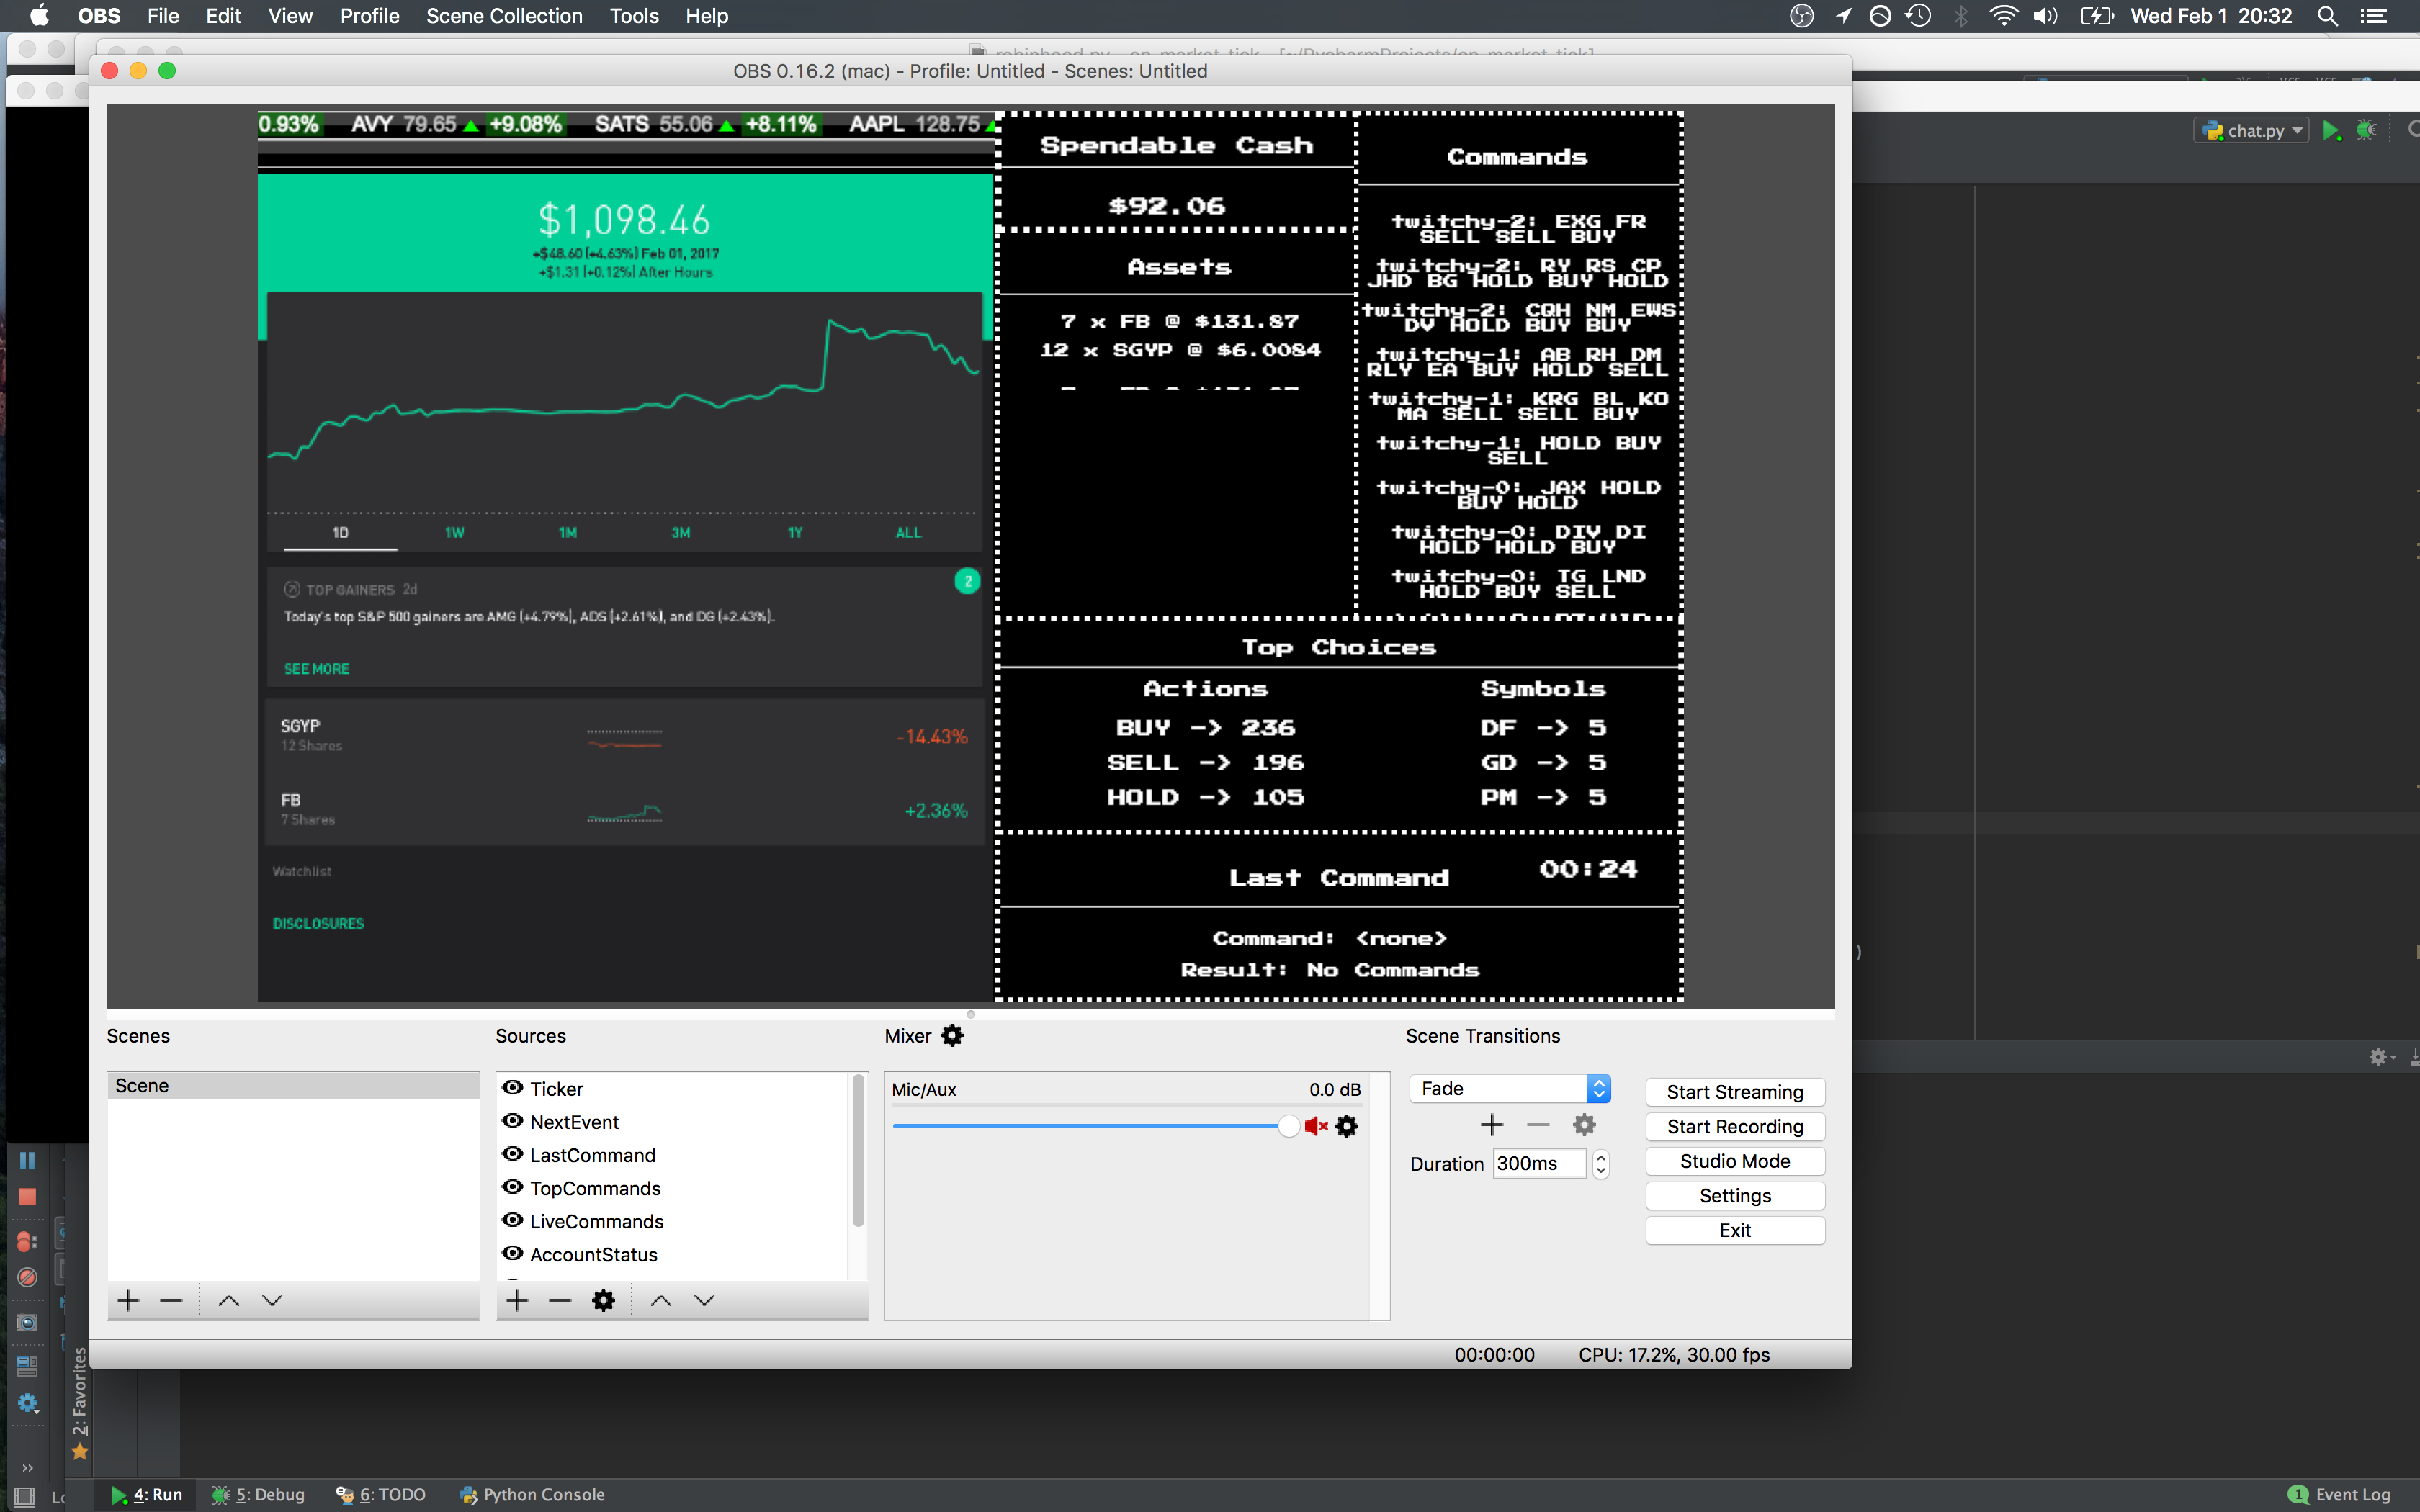 OBS File Edit View Profile Scene Collection Tools Help
Wed Feb 1 20:32
OBS 0.16.2 (mac) - Profile: Untitled - Scenes: Untitled
chat.py
0.93% AVY 79.65 ▲ +9.08% SATS 55.06 ▲ +8.11% AAPL 128.75
$1,098.46
+$48.60 (+4.63%) Feb 01, 2017
+$1.31 (+0.12%) After Hours
1D 1W 1M 3M 1Y ALL
TOP GAINERS 2d
2
Today's top S&P 500 gainers are AMG (+4.79%), ADS (+2.61%), and DG (+2.43%).
SEE MORE
SGYP
12 Shares
-14.43%
FB
7 Shares
+2.36%
Watchlist
DISCLOSURES
Spendable Cash
$92.06
Assets
7 x FB @ $131.87
12 x SGYP @ $6.0084
Commands
twitchy-2: EXG FR
SELL SELL BUY
twitchy-2: RY RS CP
JHD BG HOLD BUY HOLD
twitchy-2: CQH NM EWS
DV HOLD BUY BUY
twitchy-1: AB RH DM
RLY EA BUY HOLD SELL
twitchy-1: KRG BL KO
MA SELL SELL BUY
twitchy-1: HOLD BUY
SELL
twitchy-0: JAX HOLD
BUY HOLD
twitchy-0: DIV DI
HOLD HOLD BUY
twitchy-0: TG LND
HOLD BUY SELL
Top Choices
Actions Symbols
BUY -> 236 DF -> 5
SELL -> 196 GD -> 5
HOLD -> 105 PM -> 5
Last Command 00:24
Command: <none>
Result: No Commands
Scenes
Scene
Sources
Ticker
NextEvent
LastCommand
TopCommands
LiveCommands
AccountStatus
Mixer
Mic/Aux 0.0 dB
Scene Transitions
Fade
Duration 300ms
Start Streaming
Start Recording
Studio Mode
Settings
Exit
00:00:00 CPU: 17.2%, 30.00 fps
)
2: Favorites
4: Run 5: Debug 6: TODO Python Console
1 Event Log